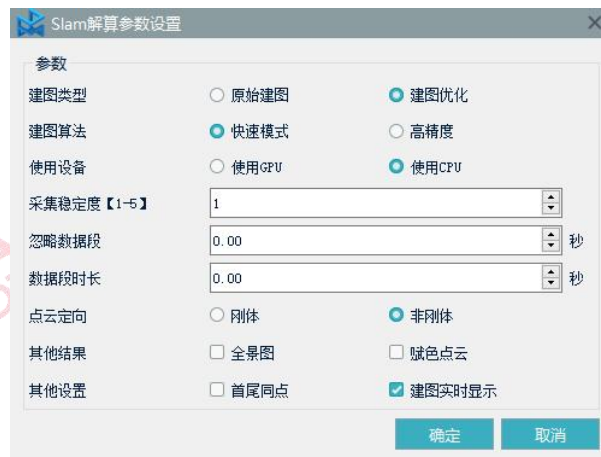 Slam解算参数设置
参数
建图类型 原始建图 建图优化
建图算法 快速模式 高精度
使用设备 使用GPU 使用CPU
采集稳定度【1-5】 1
忽略数据段 0.00 秒
数据段时长 0.00 秒
点云定向 刚体 非刚体
其他结果 全景图 赋色点云
其他设置 首尾同点 建图实时显示
确定 取消